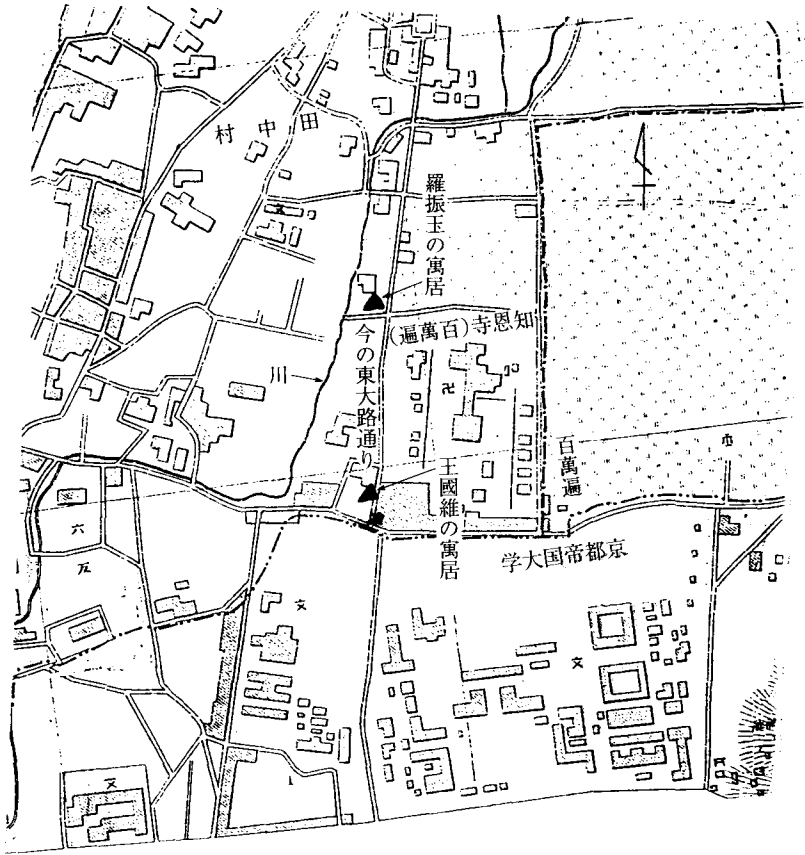 村中田
羅振玉の寓居
(遍萬百)寺恩知
今の東大路通り
川
卍
百萬遍
王國維の寓居
学大国帝都京
文
文
文